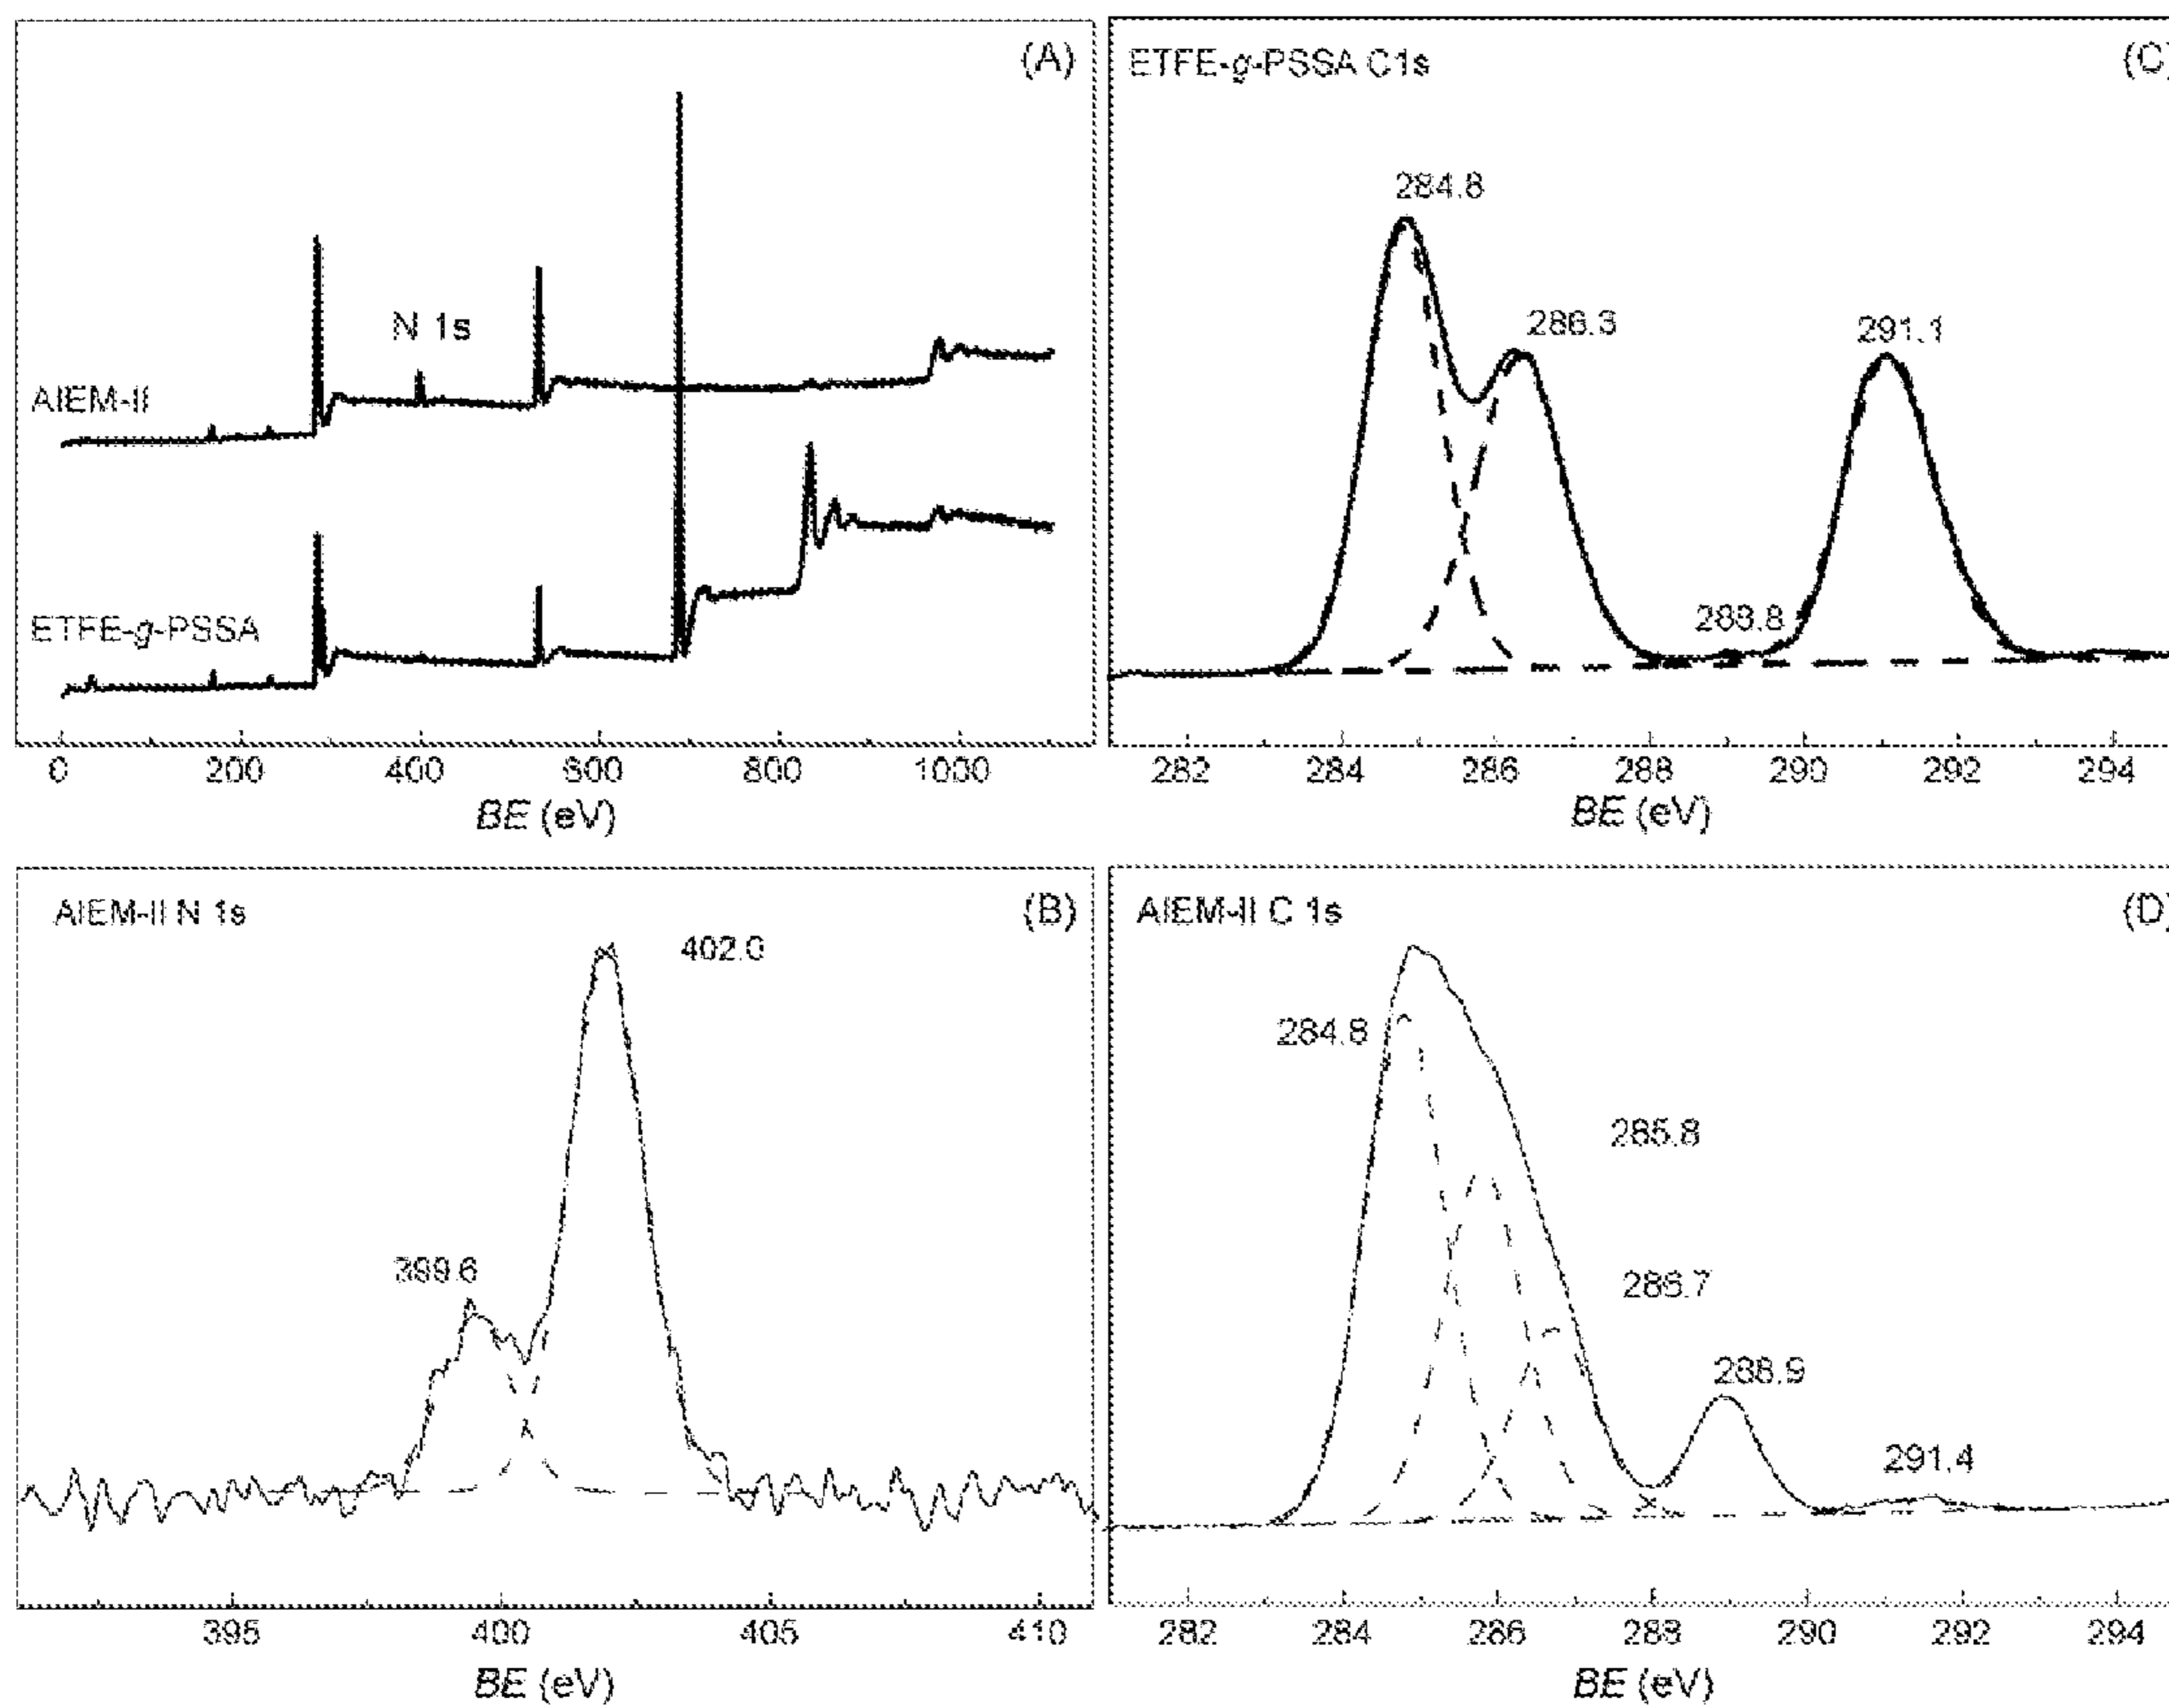 (A)
N 1s
AIEM-II
ETFE-g-PSSA
0 200 400 600 800 1000
BE (eV)
ETFE-g-PSSA C1s
(C)
284.8
286.3
291.1
288.8
282 284 286 288 290 292 294
BE (eV)
AIEM-II N 1s
(B)
402.0
399.6
395 400 405 410
BE (eV)
AIEM-II C 1s
(D)
284.8
285.8
286.7
288.9
291.4
282 284 286 288 290 292 294
BE (eV)